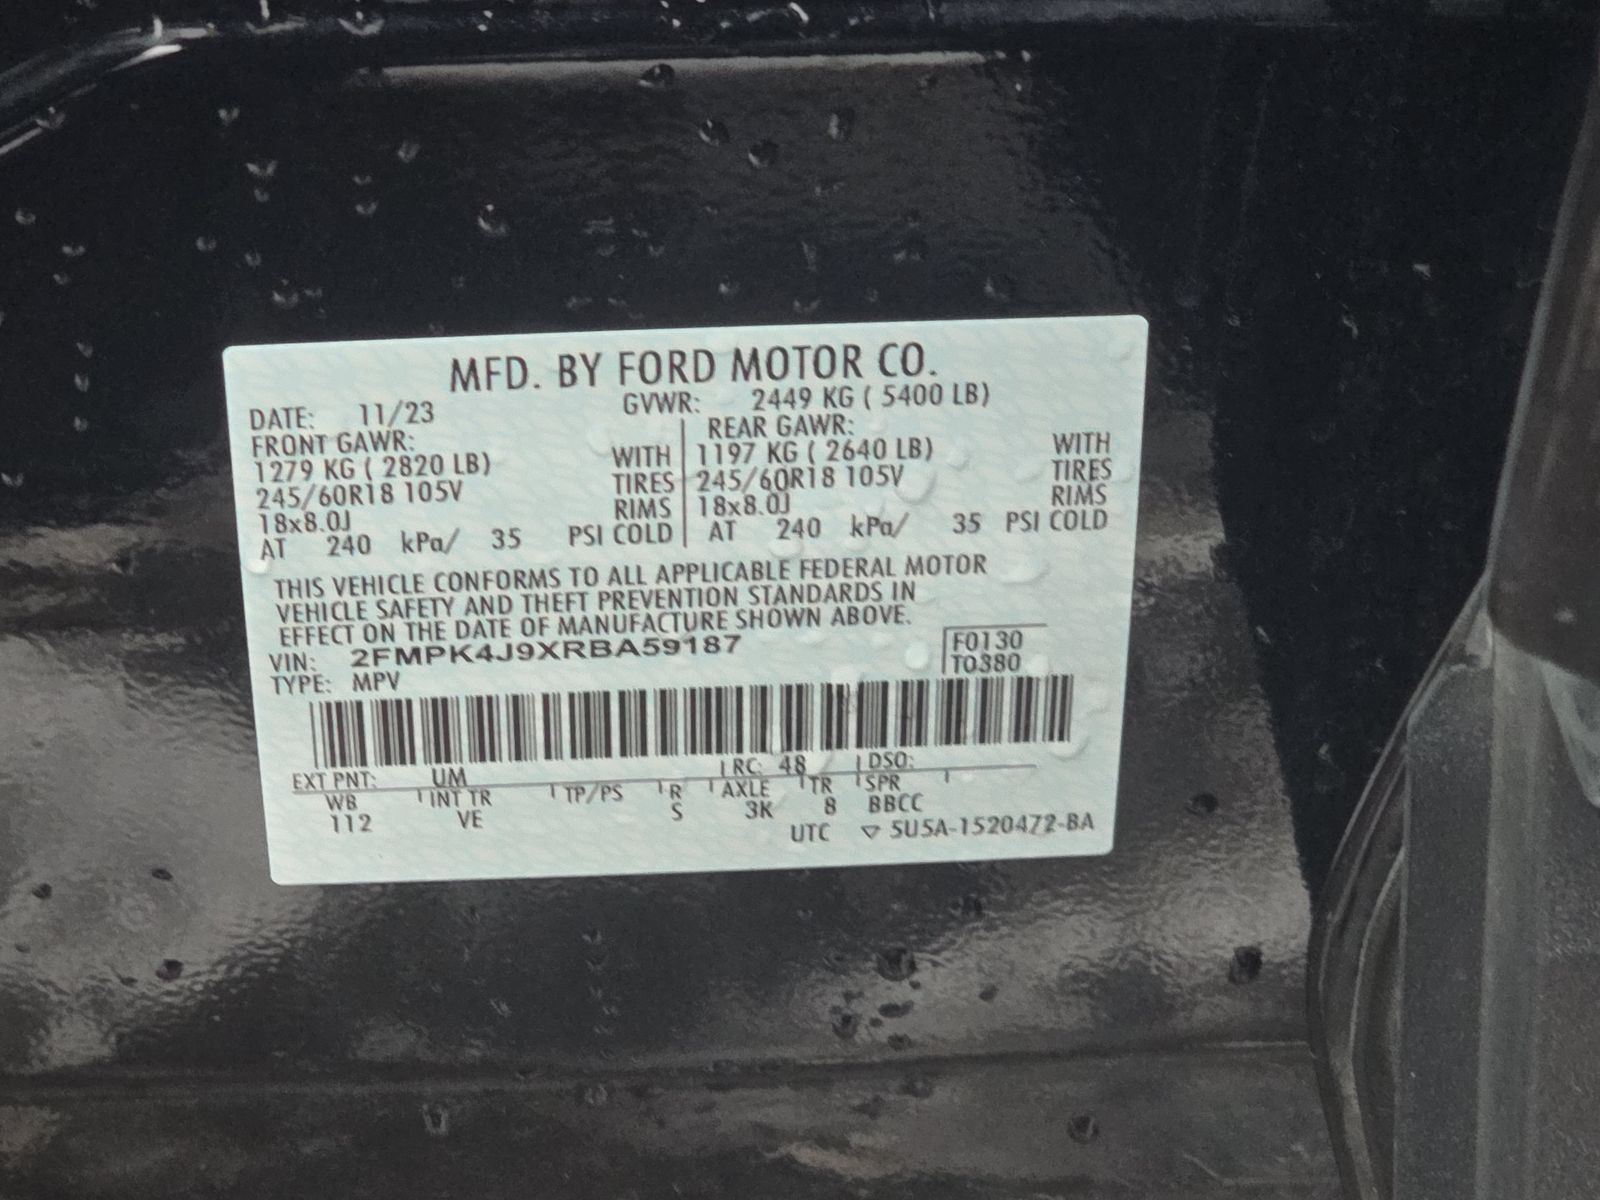 MFD. BY FORD MOTOR CO.
DATE: 11/23 GVWR: 2449 KG ( 5400 LB)
FRONT GAWR: REAR GAWR:
1279 KG ( 2820 LB) WITH 1197 KG ( 2640 LB) WITH
245/60R18 105V TIRES 245/60R18 105V TIRES
18x8.0J RIMS 18x8.0J RIMS
AT 240 kPa/ 35 PSI COLD AT 240 kPa/ 35 PSI COLD
THIS VEHICLE CONFORMS TO ALL APPLICABLE FEDERAL MOTOR
VEHICLE SAFETY AND THEFT PREVENTION STANDARDS IN
EFFECT ON THE DATE OF MANUFACTURE SHOWN ABOVE.
VIN: 2FMPK4J9XRBA59187 F0130
TYPE: MPV T0380
EXT PNT: UM RC: 48 DSO:
WB INT TR TP/PS R AXLE TR SPR
112 VE S 3K 8 BBCC
UTC ▽ 5U5A-1520472-BA